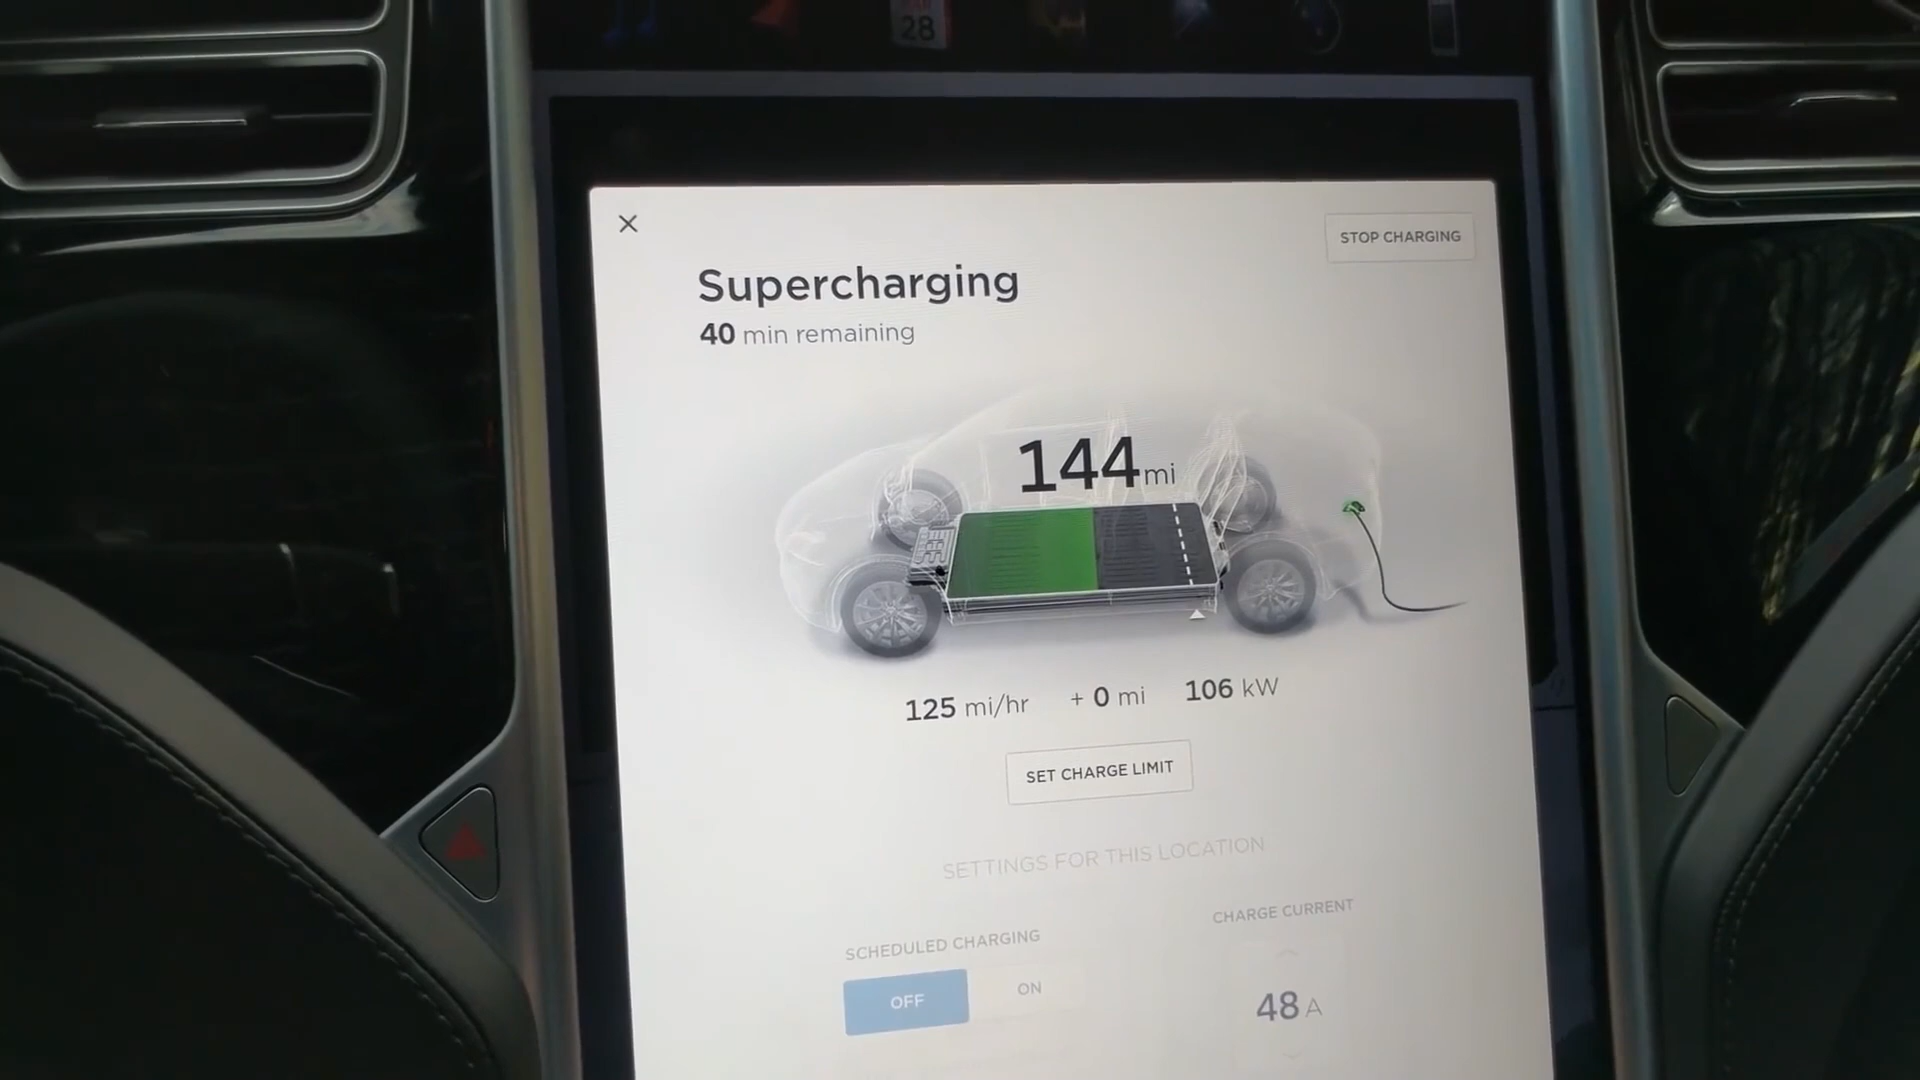 28
STOP CHARGING
Supercharging
40 min remaining
144 mi
125 mi/hr + 0 mi 106 kW
SET CHARGE LIMIT
SETTINGS FOR THIS LOCATION
CHARGE CURRENT
SCHEDULED CHARGING
OFF ON
48 A